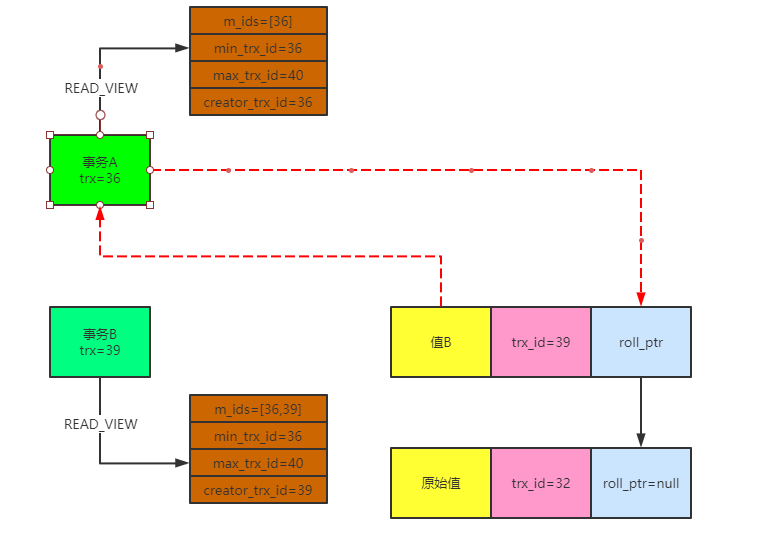 m_ids=[36]
min_trx_id=36
max_trx_id=40
creator_trx_id=36
READ_VIEW
事务A
trx=36
事务B
trx=39
值B
trx_id=39
roll_ptr
READ_VIEW
m_ids=[36,39]
min_trx_id=36
max_trx_id=40
creator_trx_id=39
原始值
trx_id=32
roll_ptr=null